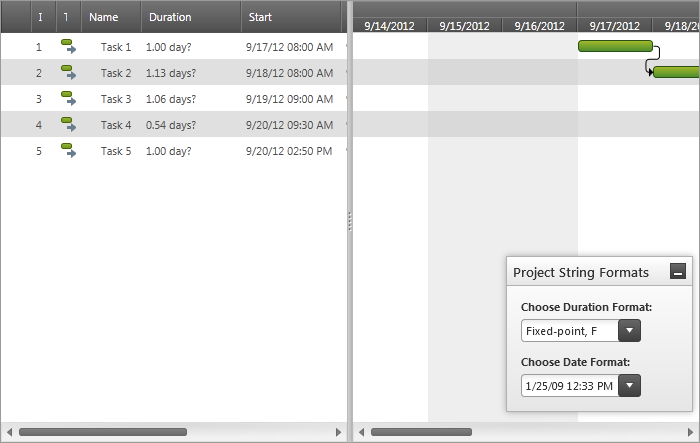 I T Name Duration Start
1 Task 1 1.00 day? 9/17/12 08:00 AM
2 Task 2 1.13 days? 9/18/12 08:00 AM
3 Task 3 1.06 days? 9/19/12 09:00 AM
4 Task 4 0.54 days? 9/20/12 09:30 AM
5 Task 5 1.00 day? 9/20/12 02:50 PM
9/14/2012 9/15/2012 9/16/2012 9/17/2012 9/18/20
Project String Formats
Choose Duration Format:
Fixed-point, F
Choose Date Format:
1/25/09 12:33 PM